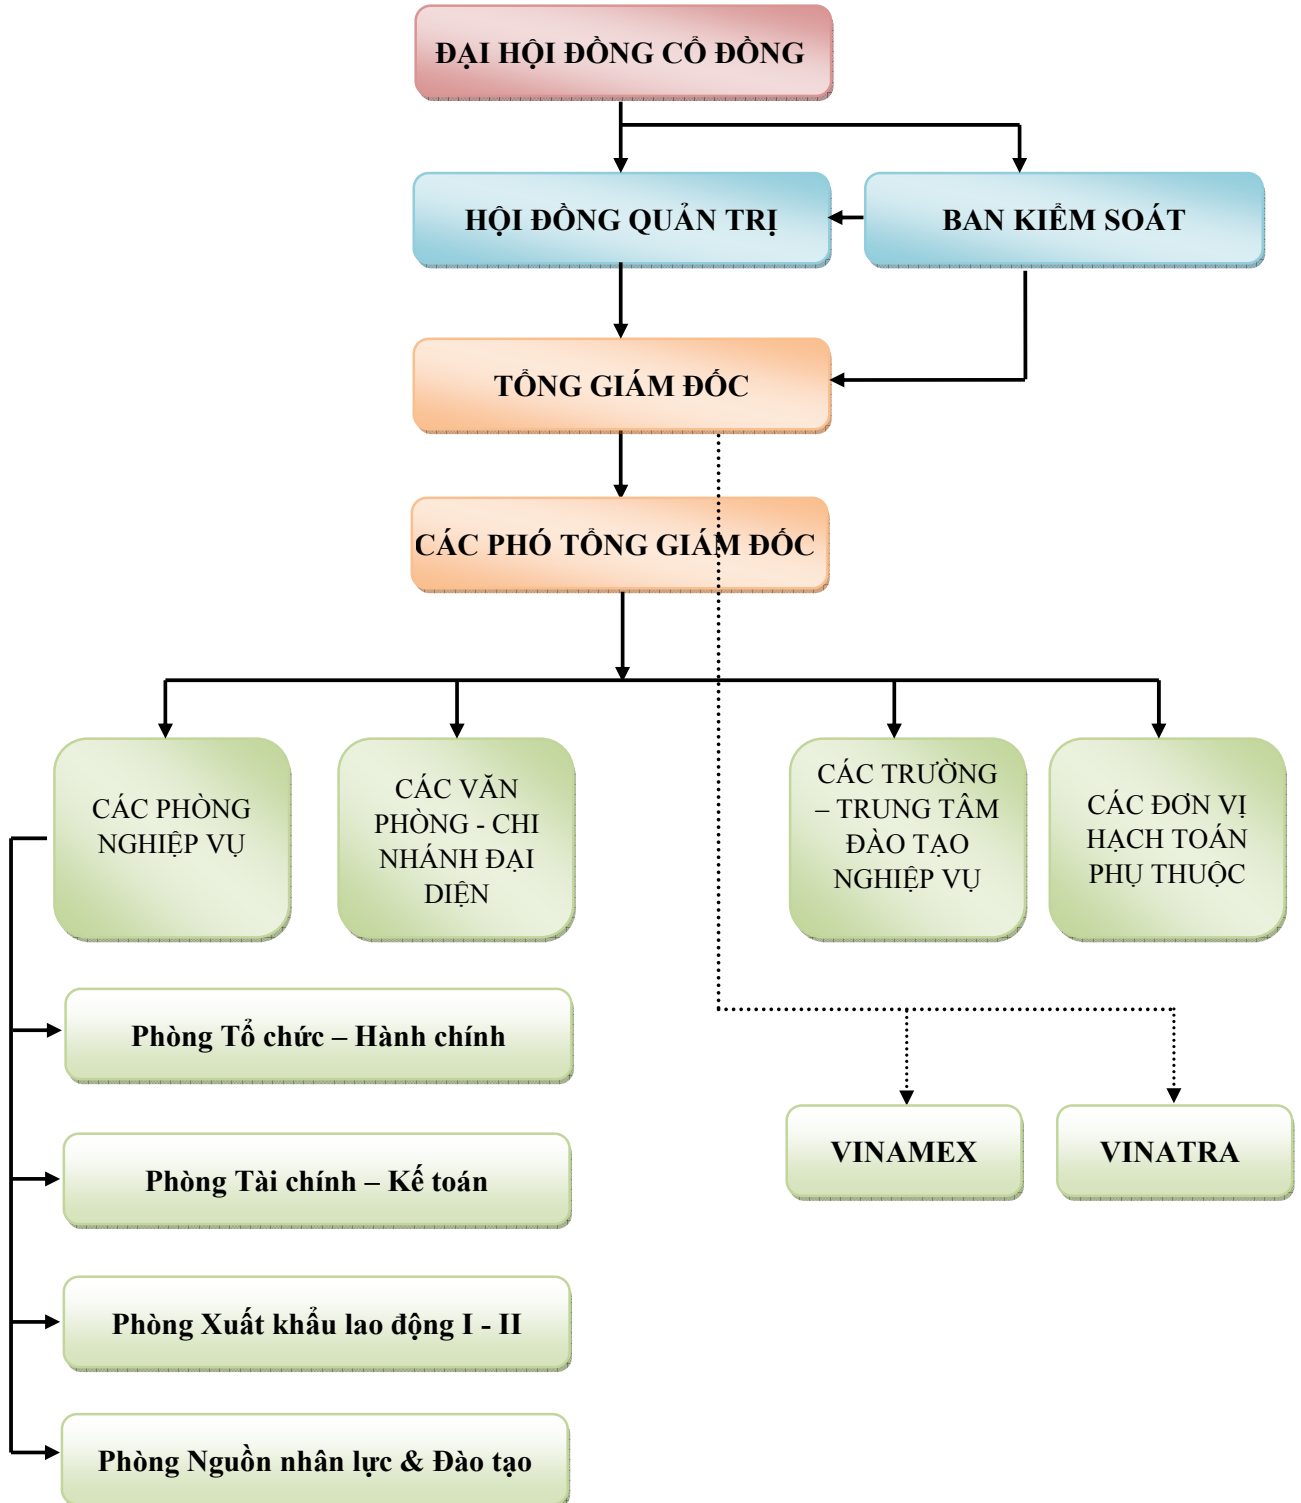 ĐẠI HỘI ĐỒNG CỔ ĐÔNG
HỘI ĐỒNG QUẢN TRỊ
BAN KIỂM SOÁT
TỔNG GIÁM ĐỐC
CÁC PHÓ TỔNG GIÁM ĐỐC
CÁC PHÒNG
NGHIỆP VỤ
CÁC VĂN
PHÒNG - CHI
NHÁNH ĐẠI
DIỆN
CÁC TRƯỜNG
– TRUNG TÂM
ĐÀO TẠO
NGHIỆP VỤ
CÁC ĐƠN VỊ
HẠCH TOÁN
PHỤ THUỘC
Phòng Tổ chức – Hành chính
Phòng Tài chính – Kế toán
Phòng Xuất khẩu lao động I - II
Phòng Nguồn nhân lực & Đào tạo
VINAMEX
VINATRA